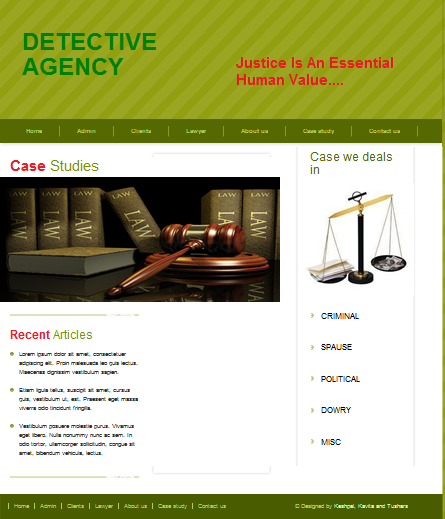 DETECTIVE
AGENCY
Justice Is An Essential
Human Value....
Home Admin Clients Lawyer About us Case study Contact us
Case Studies
LAW LAW LAW LAW LAW LAW
Recent Articles
Lorem ipsum dolor sit amet, consectetuer
adipiscing elit. Proin malesuada leo quis lectus.
Maecenas dignissim vestibulum sapien.
Etiam ligula tellus, suscipit sit amet, cursus
quis, vestibulum ut, est. Praesent eget massa
viverra odio tincidunt fringilla.
Vestibulum posuere molestie purus. Vivamus
eget libero. Nulla nonummy nunc ac sem. In
odio tortor, ullamcorper sollicitudin, congue sit
amet, bibendum vehicula, lectus.
Case we deals
in
CRIMINAL
SPAUSE
POLITICAL
DOWRY
MISC
Home Admin Clients Lawyer About us Case study Contact us
© Designed by Keshpal, Kavita and Tushara